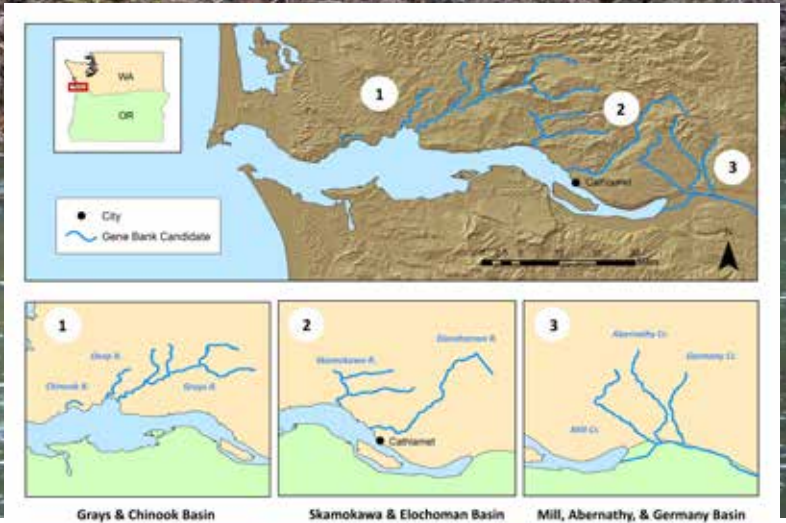 WA
OR
City
Gene Bank Candidate
1
2
3
Cathlamet
N
1
Deep R.
Chinook R.
Grays R.
2
Skamokawa R.
Elochoman R.
Cathlamet
3
Abernathy Cr.
Germany Cr.
Mill Cr.
Grays & Chinook Basin
Skamokawa & Elochoman Basin
Mill, Abernathy, & Germany Basin